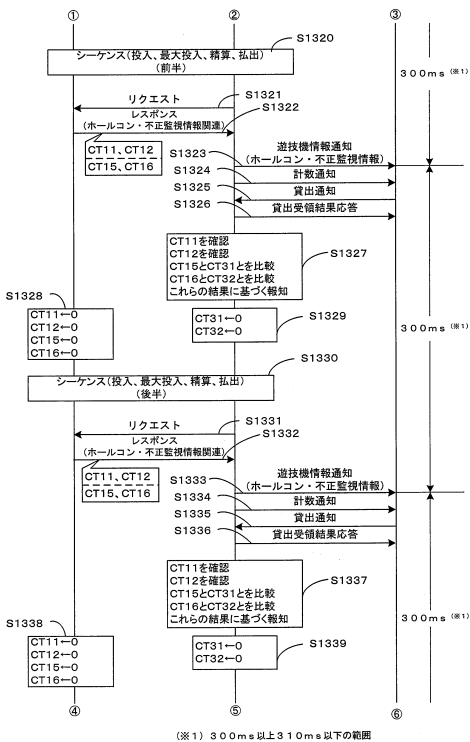 ① ② ③
S1320
シーケンス(投入、最大投入、精算、払出)
(前半)
300ms(※1)
S1321
リクエスト
S1322
レスポンス
(ホールコン・不正監視情報関連)
CT11、CT12
CT15、CT16
S1323
遊技機情報通知
(ホールコン・不正監視情報)
S1324
計数通知
S1325
貸出通知
S1326
貸出受領結果応答
CT11を確認
CT12を確認
CT15とCT31とを比較
CT16とCT32とを比較
これらの結果に基づく報知
S1327
S1328
CT11←0
CT12←0
CT15←0
CT16←0
CT31←0
CT32←0
S1329
300ms(※1)
S1330
シーケンス(投入、最大投入、精算、払出)
(後半)
S1331
リクエスト
S1332
レスポンス
(ホールコン・不正監視情報関連)
CT11、CT12
CT15、CT16
S1333
遊技機情報通知
(ホールコン・不正監視情報)
S1334
計数通知
S1335
貸出通知
S1336
貸出受領結果応答
CT11を確認
CT12を確認
CT15とCT31とを比較
CT16とCT32とを比較
これらの結果に基づく報知
S1337
300ms(※1)
S1338
CT11←0
CT12←0
CT15←0
CT16←0
CT31←0
CT32←0
S1339
④ ⑤ ⑥
(※1) 300ms以上310ms以下の範囲